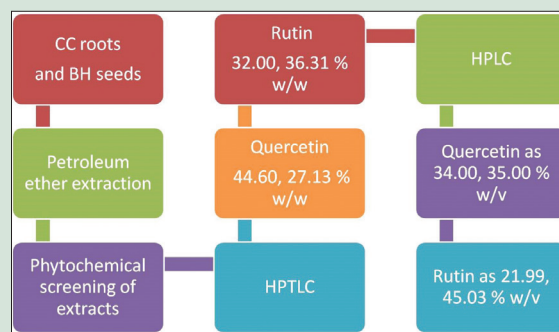 CC roots
and BH seeds
Petroleum
ether extraction
Phytochemical
screening of
extracts
HPTLC
Quercetin
44.60, 27.13 %
w/w
Rutin
32.00, 36.31 %
w/w
HPLC
Quercetin as
34.00, 35.00 %
w/v
Rutin as 21.99,
45.03 % w/v